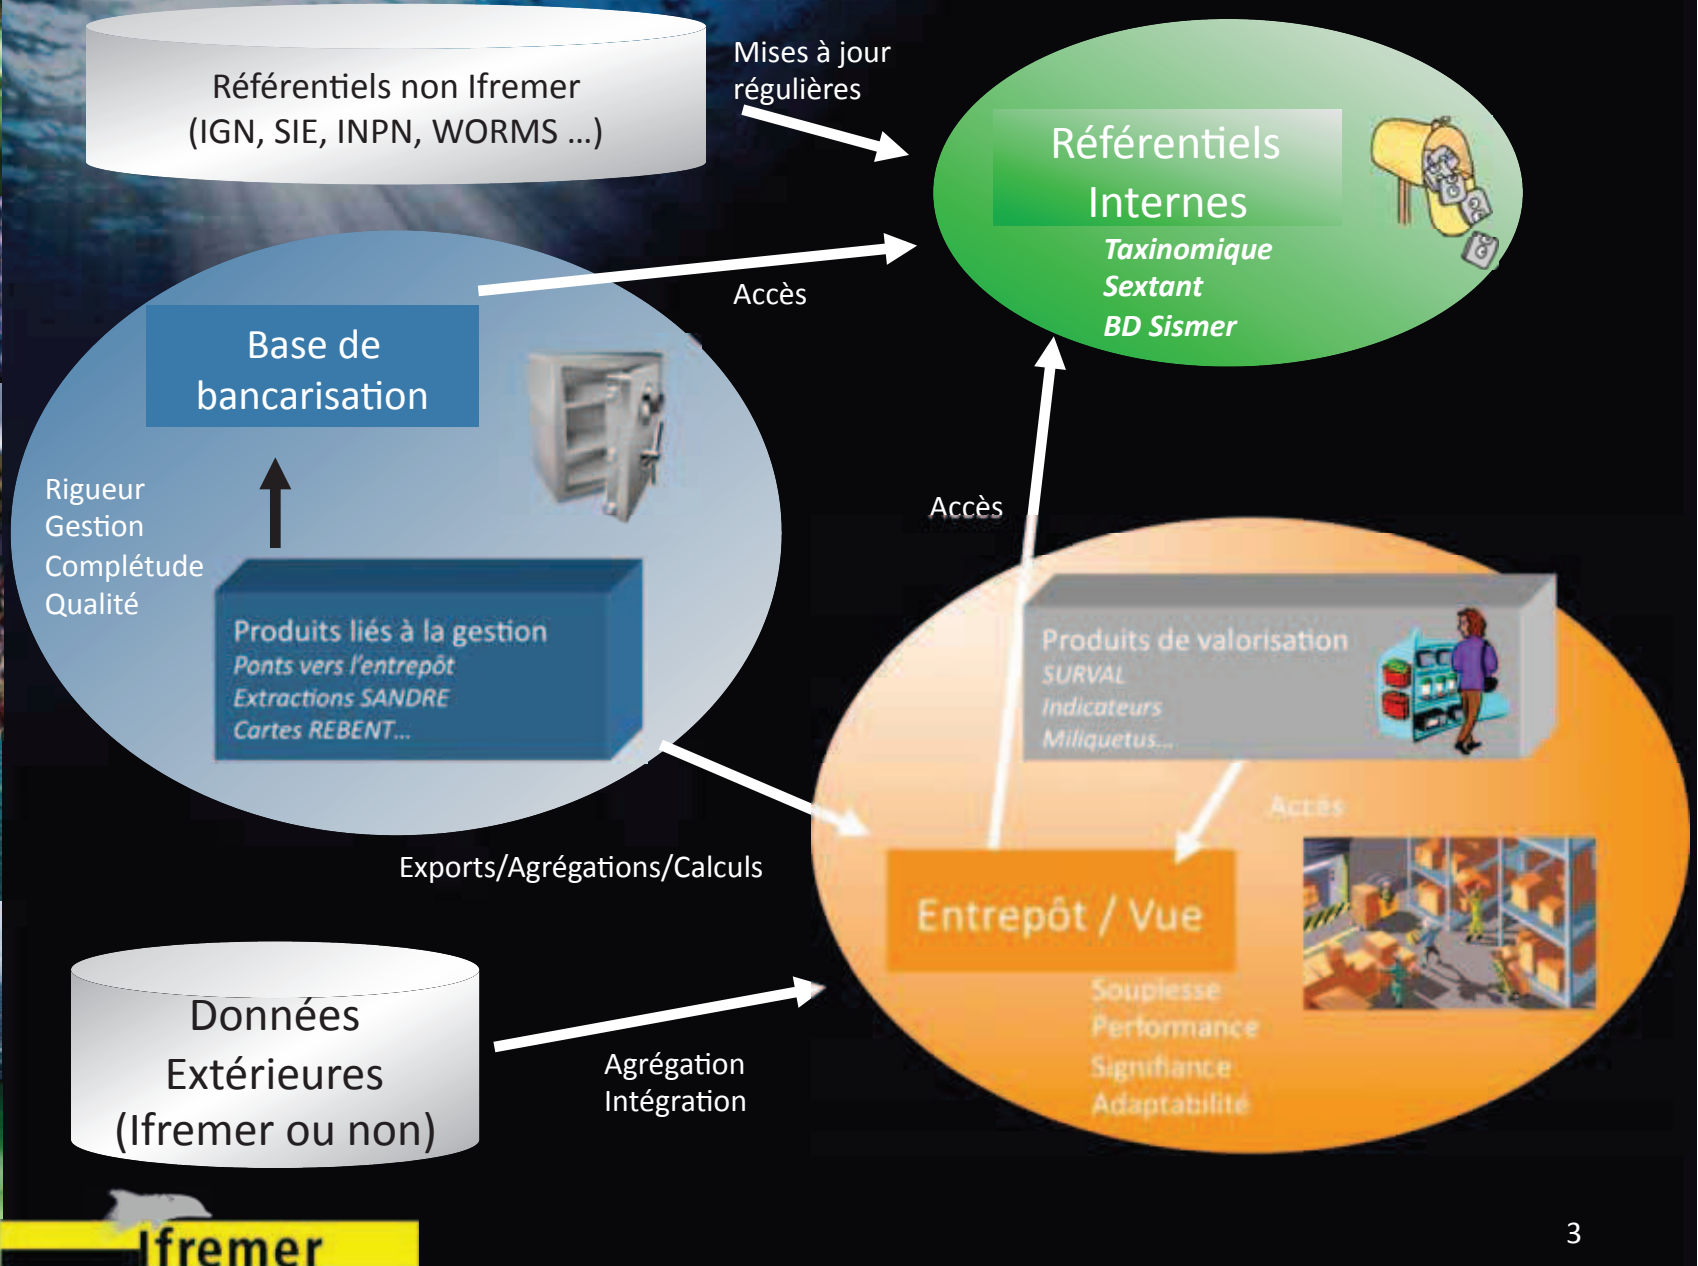 Référentiels non Ifremer
(IGN, SIE, INPN, WORMS ...)
Mises à jour
régulières
Référentiels
Internes
Taxinomique
Sextant
BD Sismer
Accès
Base de
bancarisation
Rigueur
Gestion
Complétude
Qualité
Produits liés à la gestion
Ponts vers l'entrepôt
Extractions SANDRE
Cartes REBENT...
Accès
Produits de valorisation
SURVAL
Indicateurs
Miliquetus...
Accès
Exports/Agrégations/Calculs
Entrepôt / Vue
Souplesse
Performance
Signifiance
Adaptabilité
Données
Extérieures
(Ifremer ou non)
Agrégation
Intégration
Ifremer
3